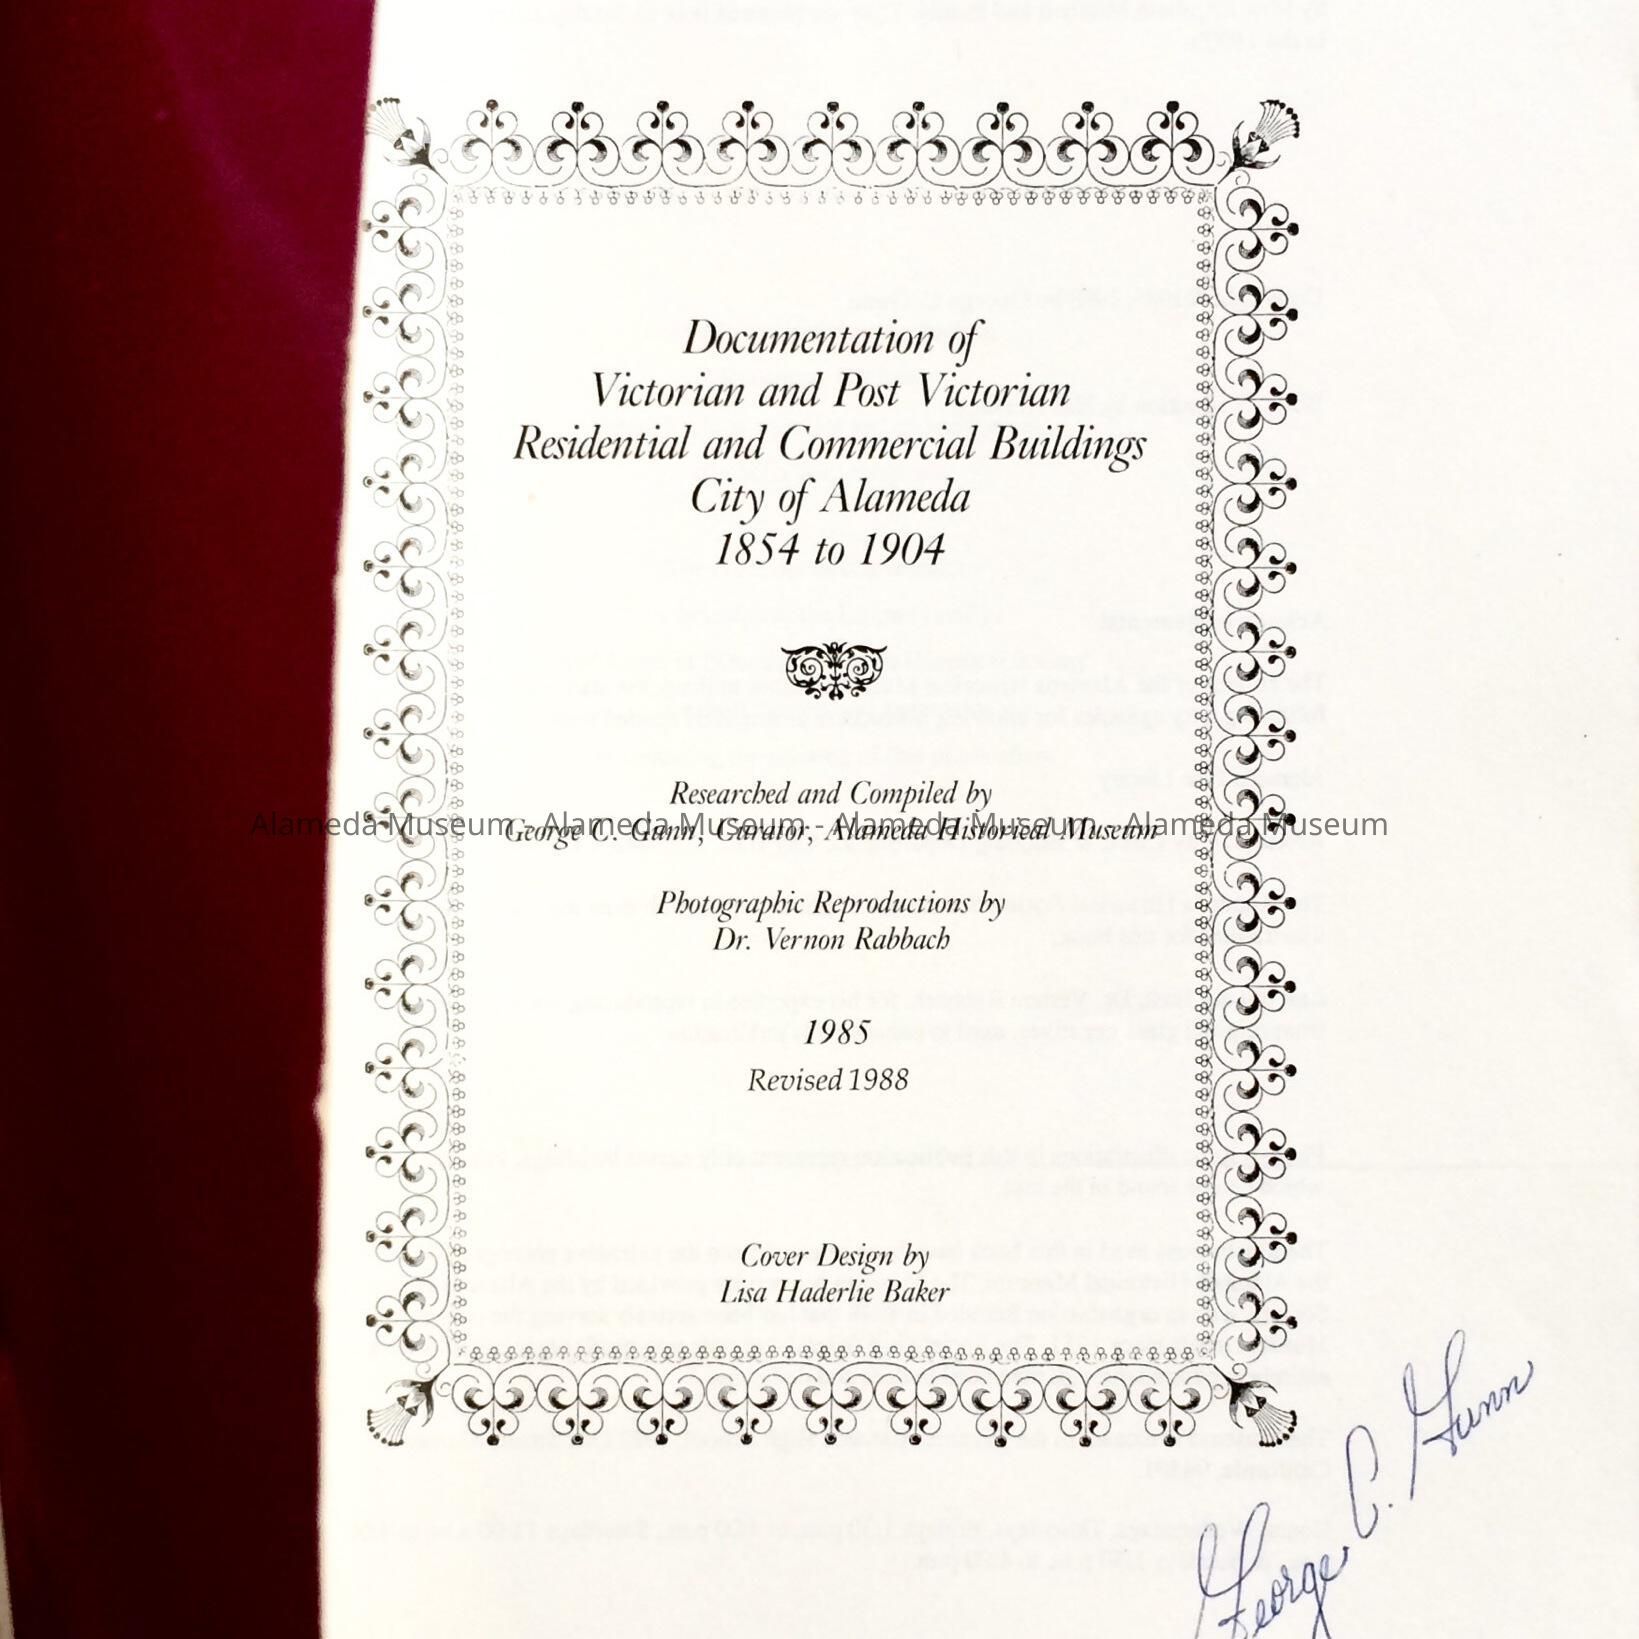 Documentation of
Victorian and Post Victorian
Residential and Commercial Buildings
City of Alameda
1854 to 1904
Researched and Compiled by
George C. Gunn, Curator, Alameda Historical Museum
Alameda Museum - Alameda Museum - Alameda Museum - Alameda Museum
Photographic Reproductions by
Dr. Vernon Rabbach
1985
Revised 1988
Cover Design by
Lisa Haderlie Baker
George C. Gunn